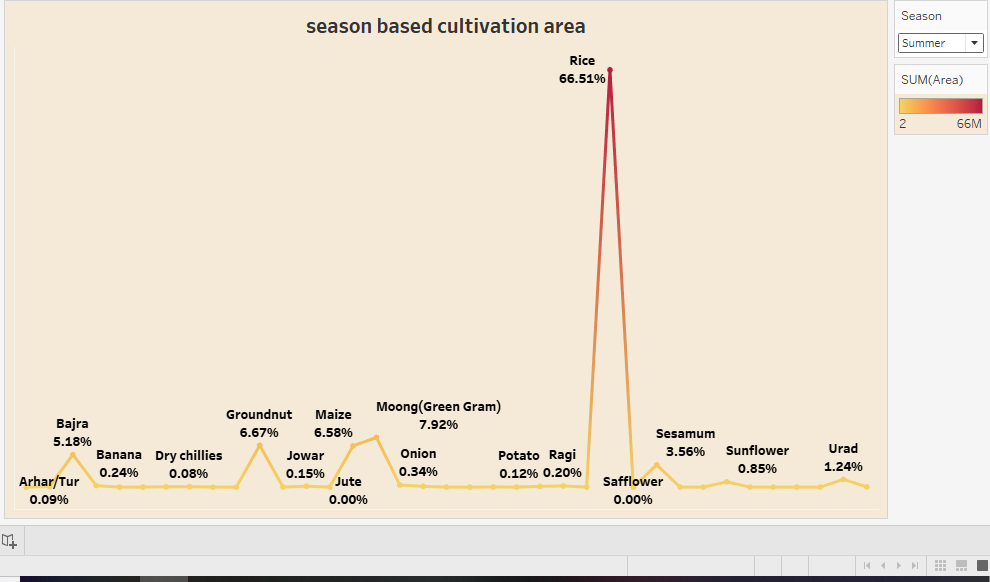 season based cultivation area
Season
Summer
SUM(Area)
2 66M
Rice
66.51%
Moong(Green Gram)
7.92%
Groundnut
6.67%
Maize
6.58%
Bajra
5.18%
Sesamum
3.56%
Urad
1.24%
Sunflower
0.85%
Banana
0.24%
Dry chillies
0.08%
Jowar
0.15%
Onion
0.34%
Potato
0.12%
Ragi
0.20%
Arhar/Tur
0.09%
Jute
0.00%
Safflower
0.00%